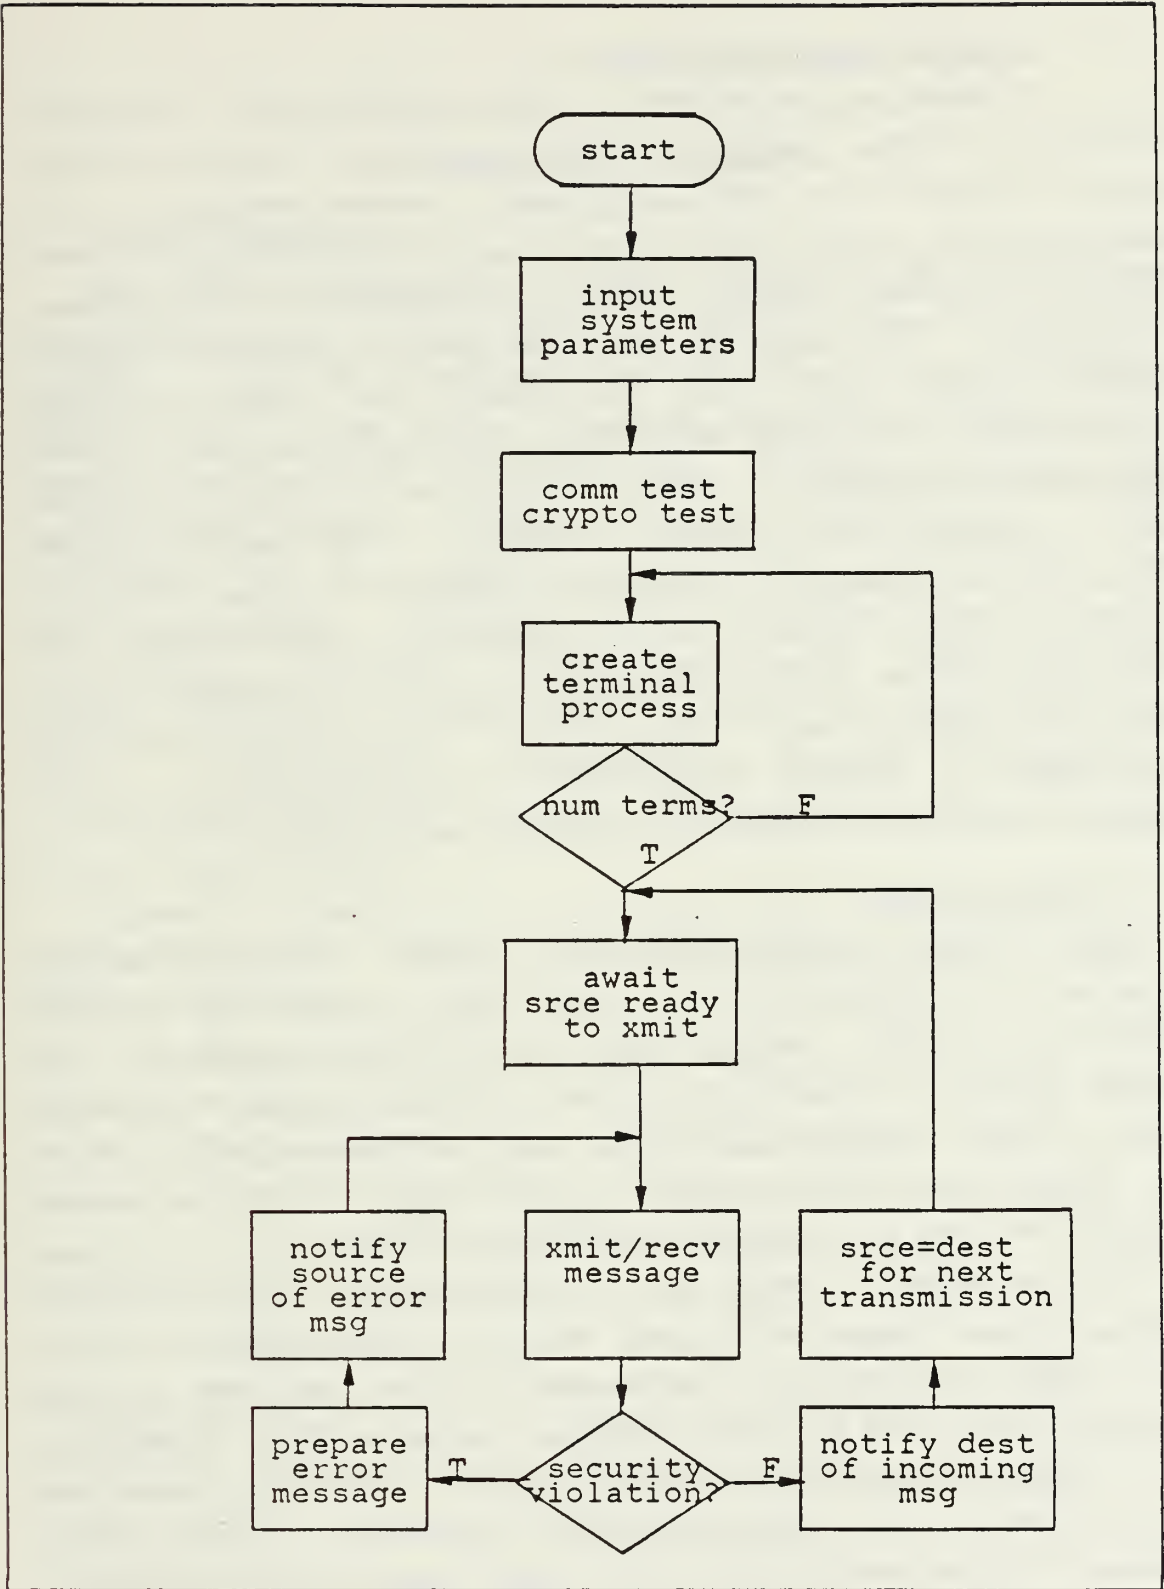 start
input
system
parameters
comm test
crypto test
create
terminal
process
num terms?
F
T
await
srce ready
to xmit
notify
source
of error
msg
xmit/recv
message
srce=dest
for next
transmission
prepare
error
message
T
security
violation?
F
notify dest
of incoming
msg